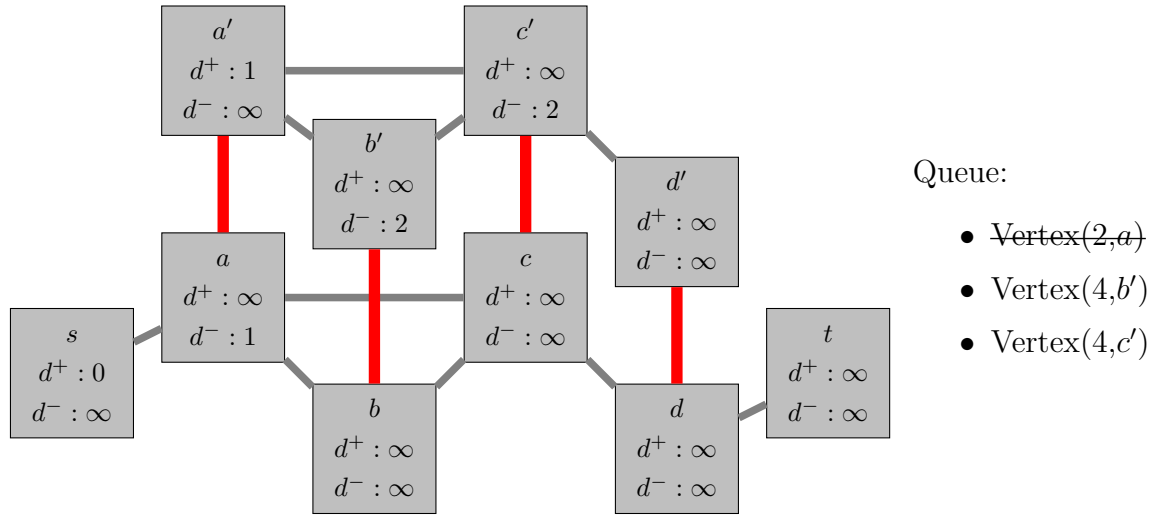 a′
d⁺ : 1
d⁻ : ∞
c′
d⁺ : ∞
d⁻ : 2
b′
d⁺ : ∞
d⁻ : 2
d′
d⁺ : ∞
d⁻ : ∞
a
d⁺ : ∞
d⁻ : 1
c
d⁺ : ∞
d⁻ : ∞
s
d⁺ : 0
d⁻ : ∞
b
d⁺ : ∞
d⁻ : ∞
d
d⁺ : ∞
d⁻ : ∞
t
d⁺ : ∞
d⁻ : ∞
Queue:
• Vertex(2,a)
• Vertex(4,b′)
• Vertex(4,c′)